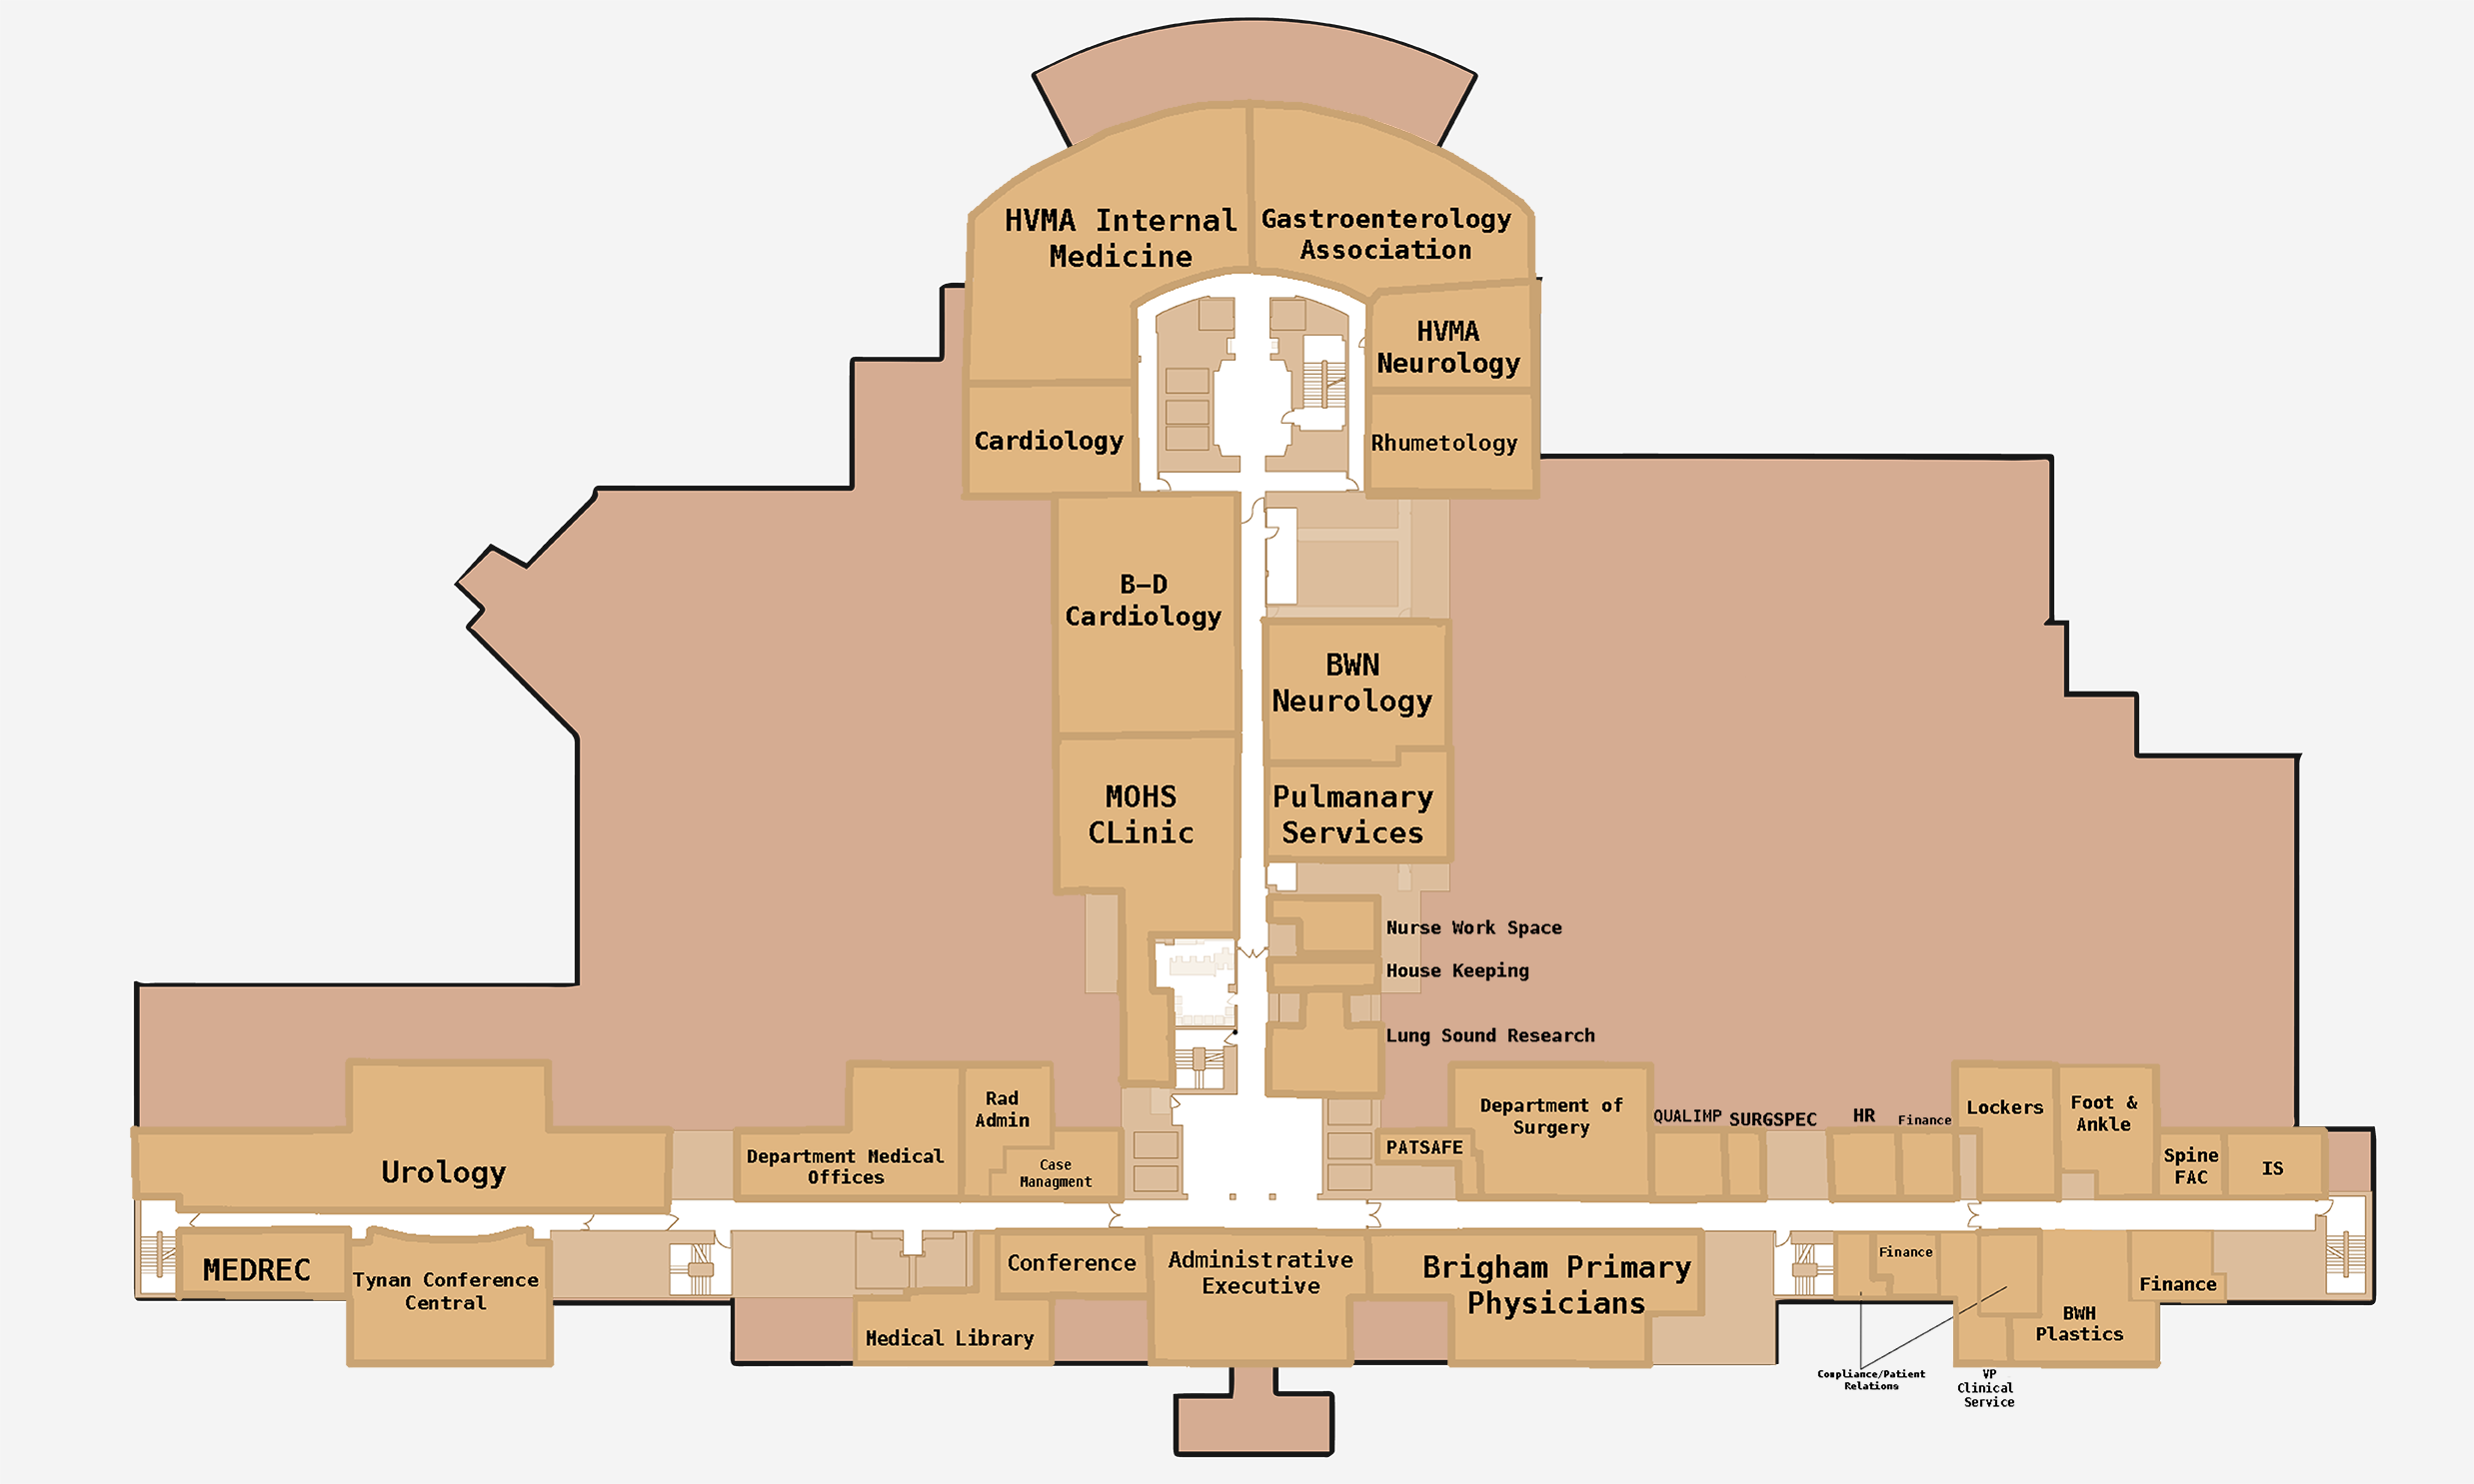 HVMA Internal
Medicine
Gastroenterology
Association
HVMA
Neurology
Cardiology
Rhumetology
B–D
Cardiology
BWN
Neurology
MOHS
CLinic
Pulmanary
Services
Nurse Work Space
House Keeping
Lung Sound Research
Urology
Department Medical
Offices
Rad
Admin
Case
Managment
PATSAFE
Department of
Surgery
QUALIMP
SURGSPEC
HR
Finance
Lockers
Foot &
Ankle
Spine
FAC
IS
MEDREC
Tynan Conference
Central
Conference
Medical Library
Administrative
Executive
Brigham Primary
Physicians
Finance
BWH
Plastics
Finance
Compliance/Patient
Relations
VP
Clinical
Service